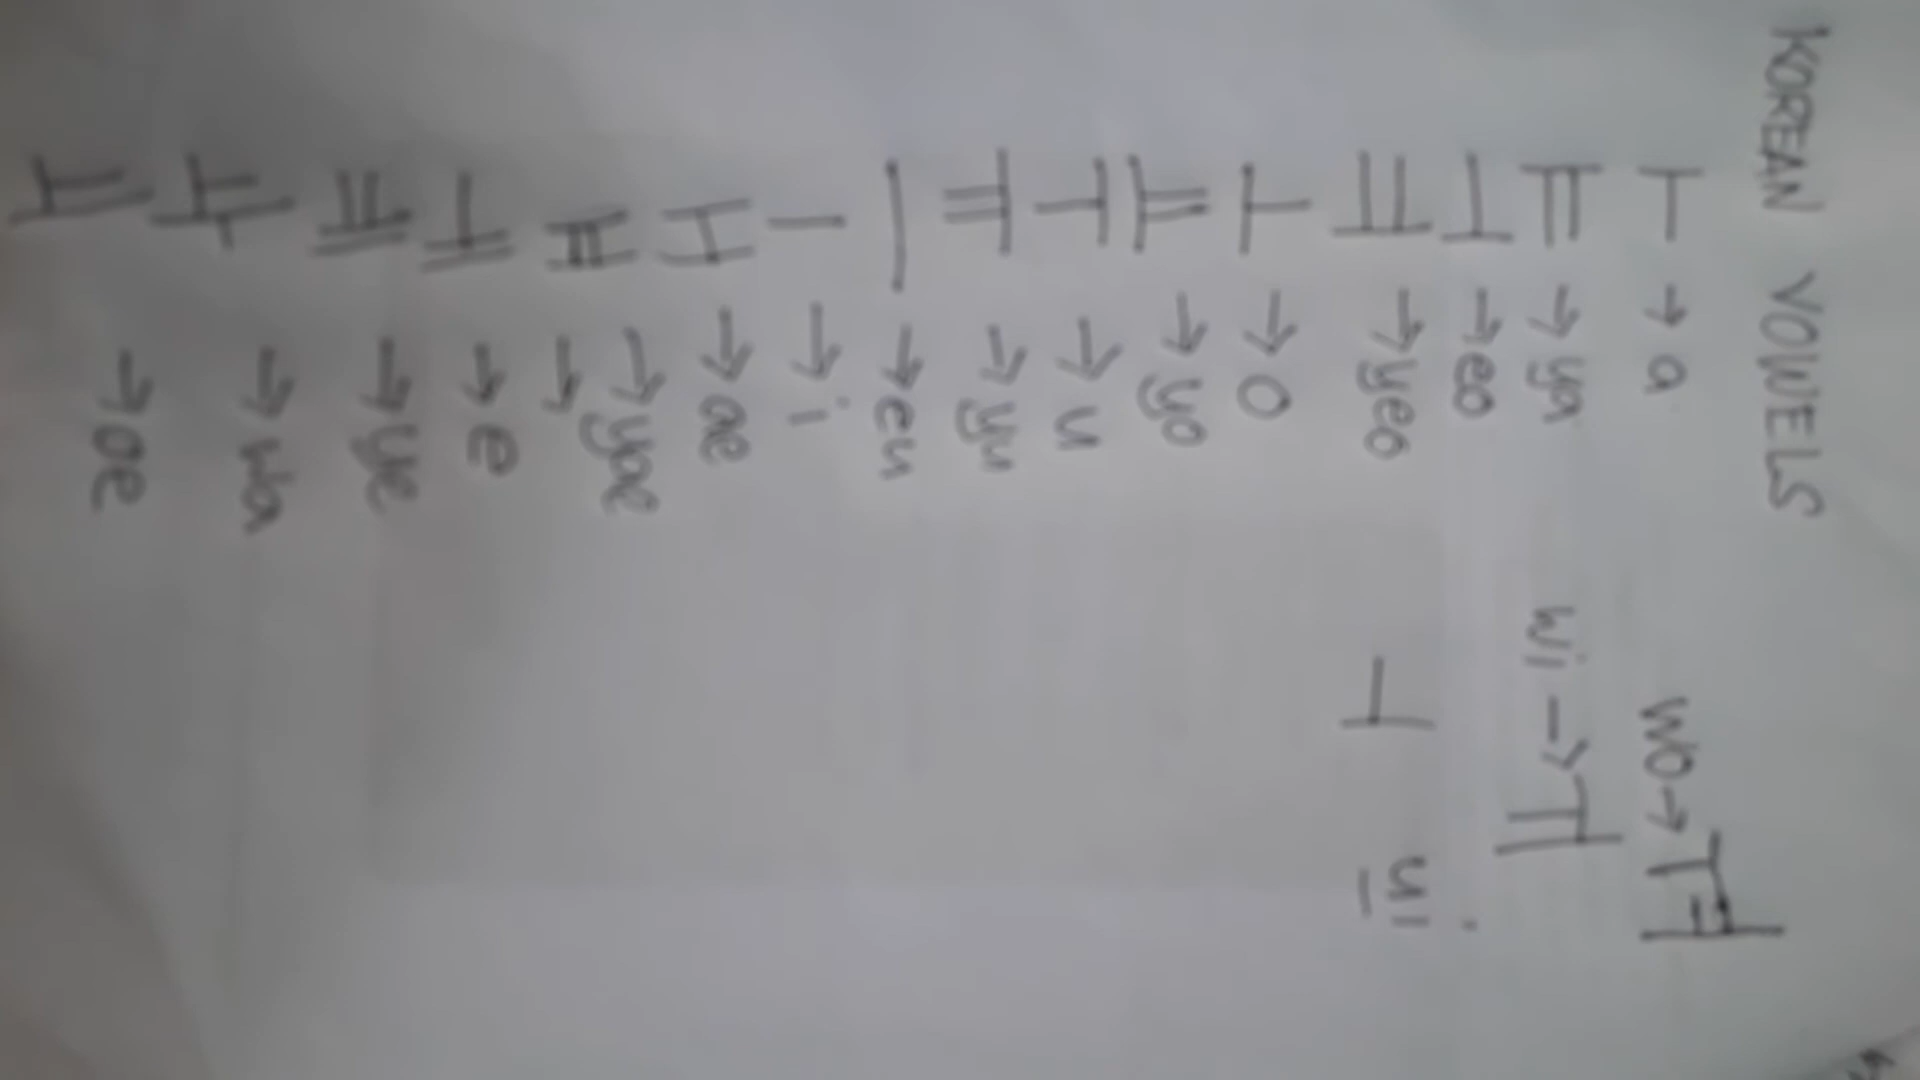 KOREAN VOWELS
ㅏ → a wo → ㅝ
ㅑ → ya wi → ㅟ
ㅓ → eo
ㅕ → yeo ㅢ ui
ㅗ → o
ㅛ → yo
ㅜ → u
ㅠ → yu
ㅡ → eu
ㅣ → i
ㅐ → ae
ㅒ → yae
→
ㅔ → e
ㅖ → ye
ㅘ → wa
ㅚ → oe